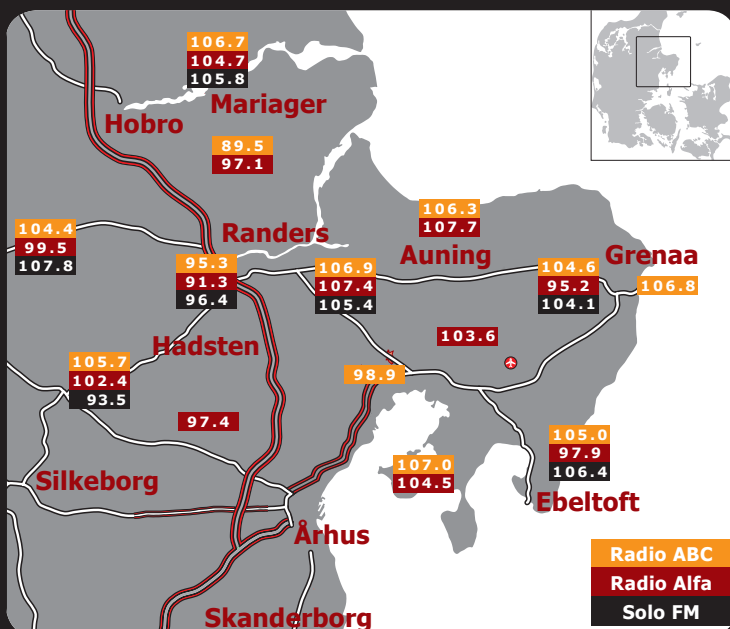 106.7
104.7
105.8
Mariager
Hobro
89.5
97.1
106.3
107.7
104.4
99.5
107.8
Randers
Auning
Grenaa
95.3
91.3
96.4
106.9
107.4
105.4
104.6
95.2
104.1
106.8
Hadsten
103.6
105.7
102.4
93.5
98.9
97.4
105.0
97.9
106.4
107.0
104.5
Silkeborg
Ebeltoft
Århus
Skanderborg
Radio ABC
Radio Alfa
Solo FM